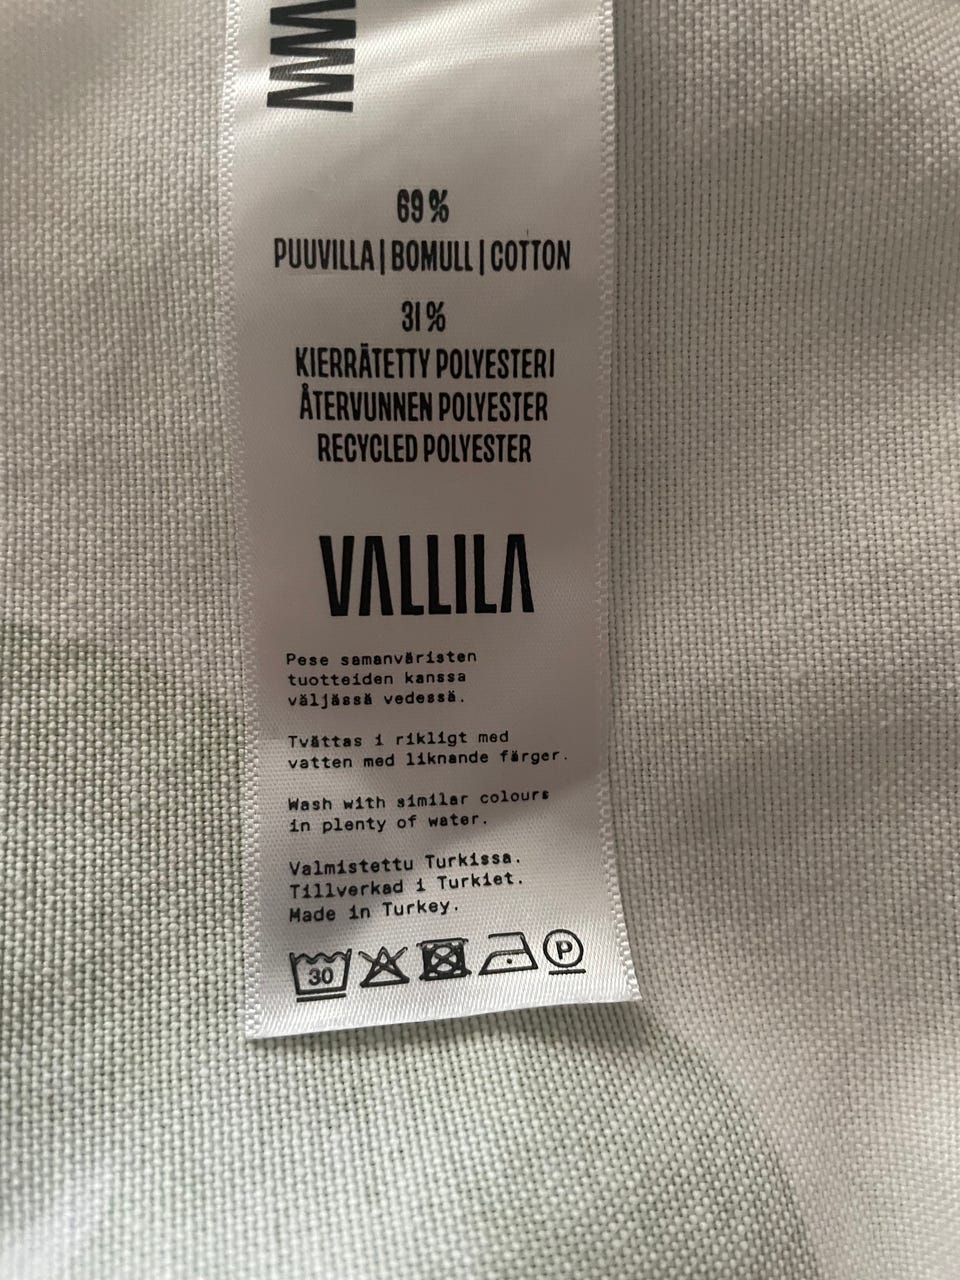 69 %
PUUVILLA | BOMULL | COTTON
31 %
KIERRÄTETTY POLYESTERI
ÅTERVUNNEN POLYESTER
RECYCLED POLYESTER
VALLILA
Pese samanväristen
tuotteiden kanssa
väljässä vedessä.
Tvättas i rikligt med
vatten med liknande färger.
Wash with similar colours
in plenty of water.
Valmistettu Turkissa.
Tillverkad i Turkiet.
Made in Turkey.
30 P